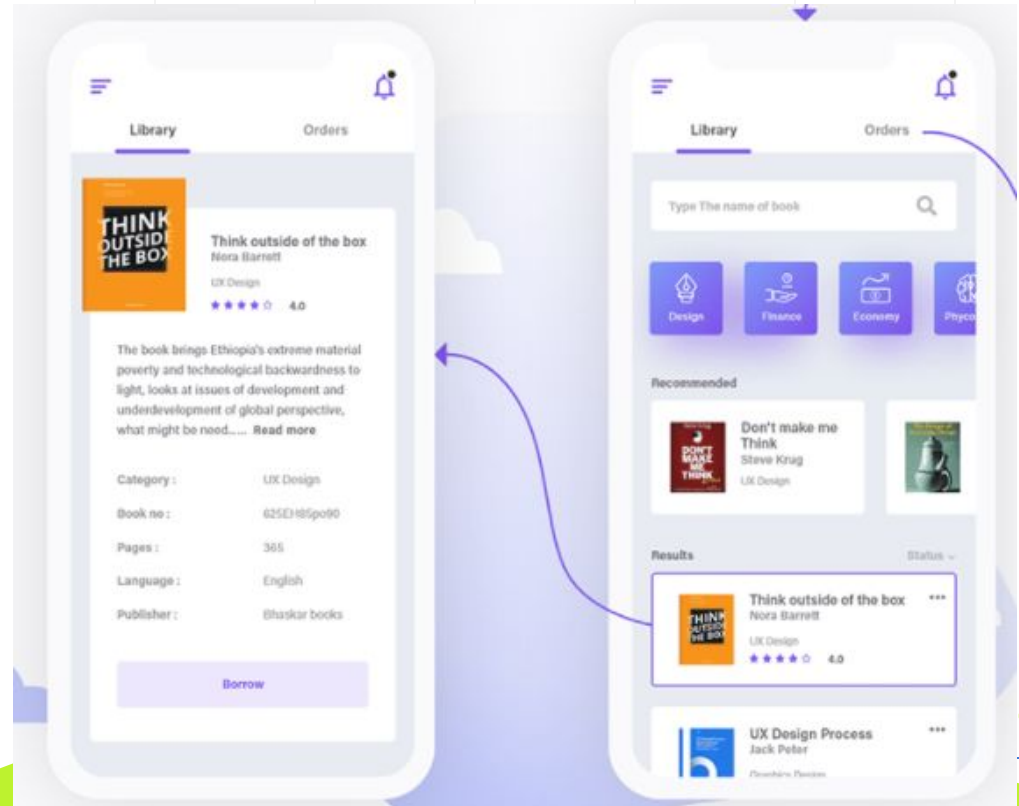 Library Orders
THINK
OUTSIDE
THE BOX
Think outside of the box
Nora Barrett
UX Design
4.0
The book brings Ethiopia's extreme material
poverty and technological backwardness to
light, looks at issues of development and
underdevelopment of global perspective,
what might be need..... Read more
Category : UX Design
Book no :
Pages : 365
Language : English
Publisher : Bhaskar books
Borrow
Library Orders
Type The name of book
Design Finance Economy Phyco
Recommended
DON'T
MAKE
ME
THINK
Don't make me
Think
Steve Krug
UX Design
Results Status
THINK
OUTSIDE
THE BOX
Think outside of the box
Nora Barrett
UX Design
4.0
UX Design Process
Jack Peter
Graphics Design